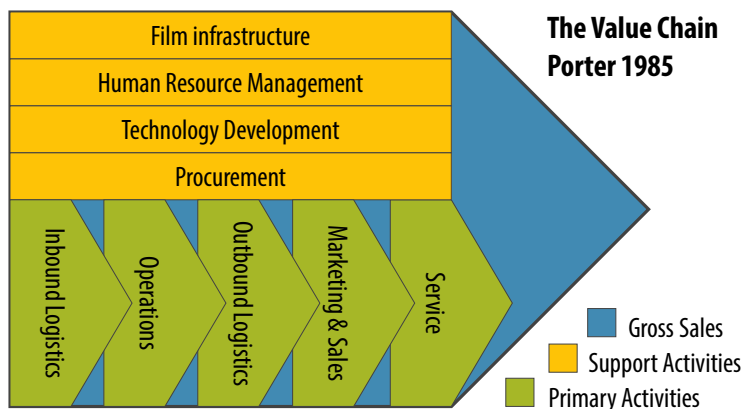 The Value Chain
Porter 1985
Film infrastructure
Human Resource Management
Technology Development
Procurement
Inbound Logistics
Operations
Outbound Logistics
Marketing & Sales
Service
Gross Sales
Support Activities
Primary Activities